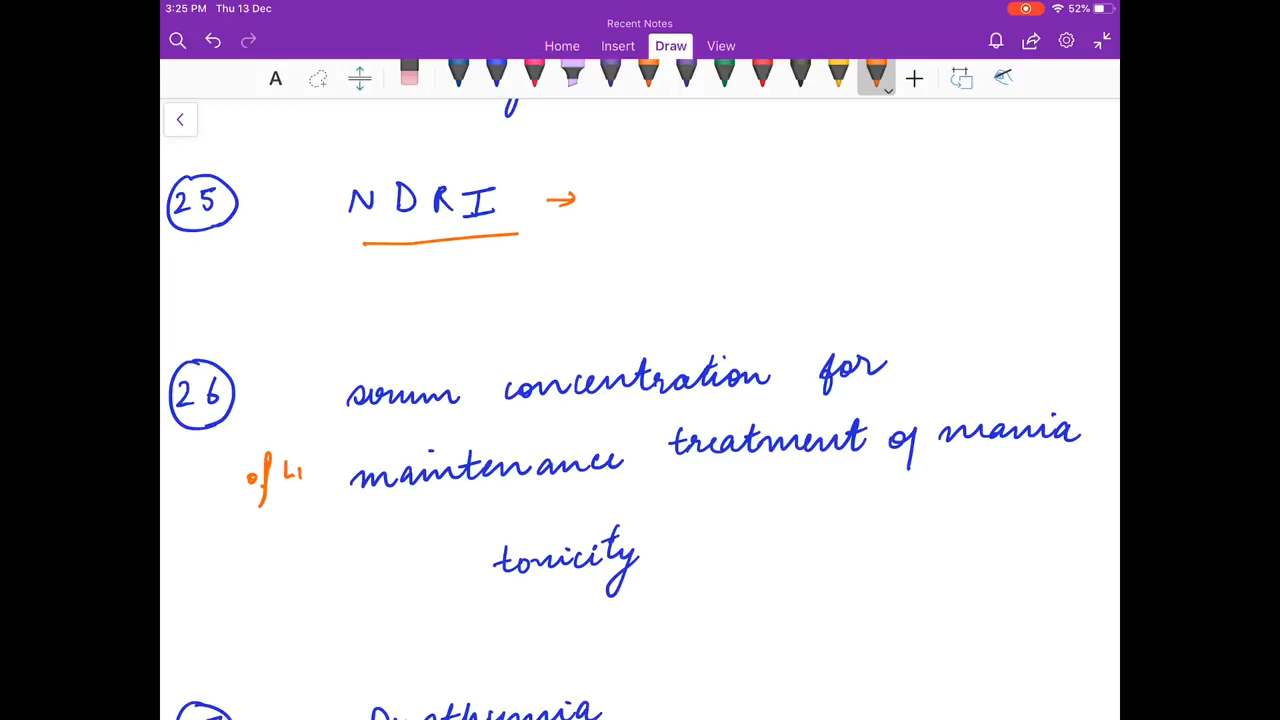 3:25 PM Thu 13 Dec
52%
Recent Notes
Home Insert Draw View
A
25 NDRI →
26 serum concentration for
of Li maintenance treatment of mania
toxicity
Dysthymia